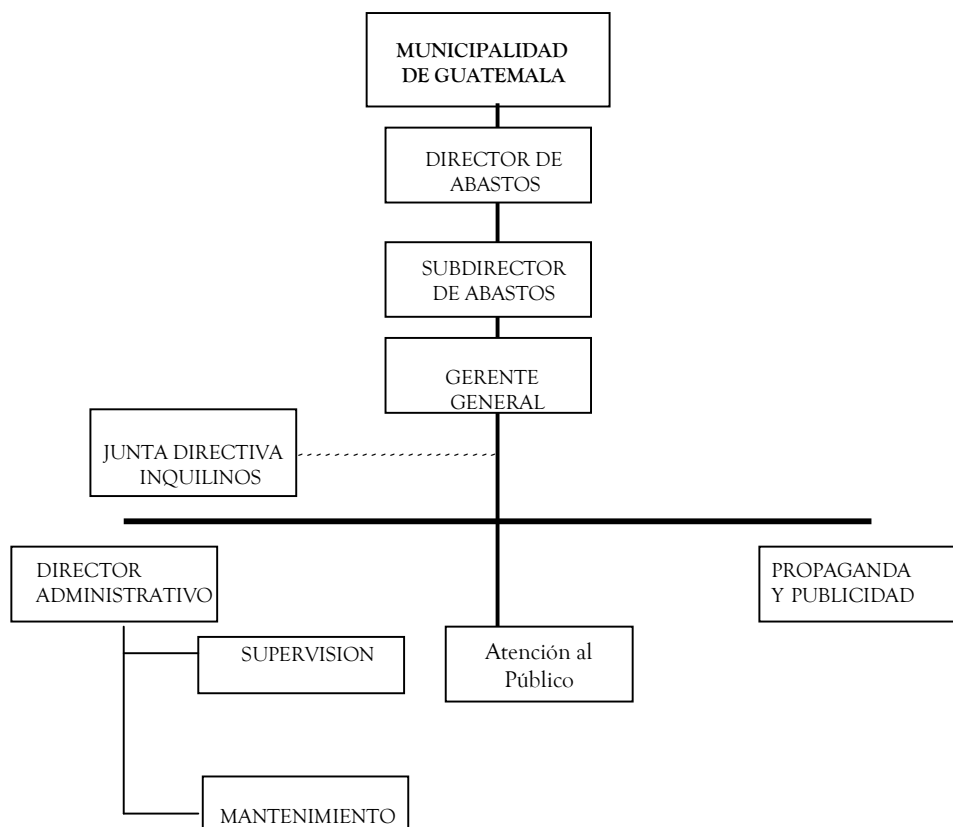 MUNICIPALIDAD
DE GUATEMALA
DIRECTOR DE
ABASTOS
SUBDIRECTOR
DE ABASTOS
GERENTE
GENERAL
JUNTA DIRECTIVA
INQUILINOS
DIRECTOR
ADMINISTRATIVO
PROPAGANDA
Y PUBLICIDAD
SUPERVISION
Atención al
Público
MANTENIMIENTO